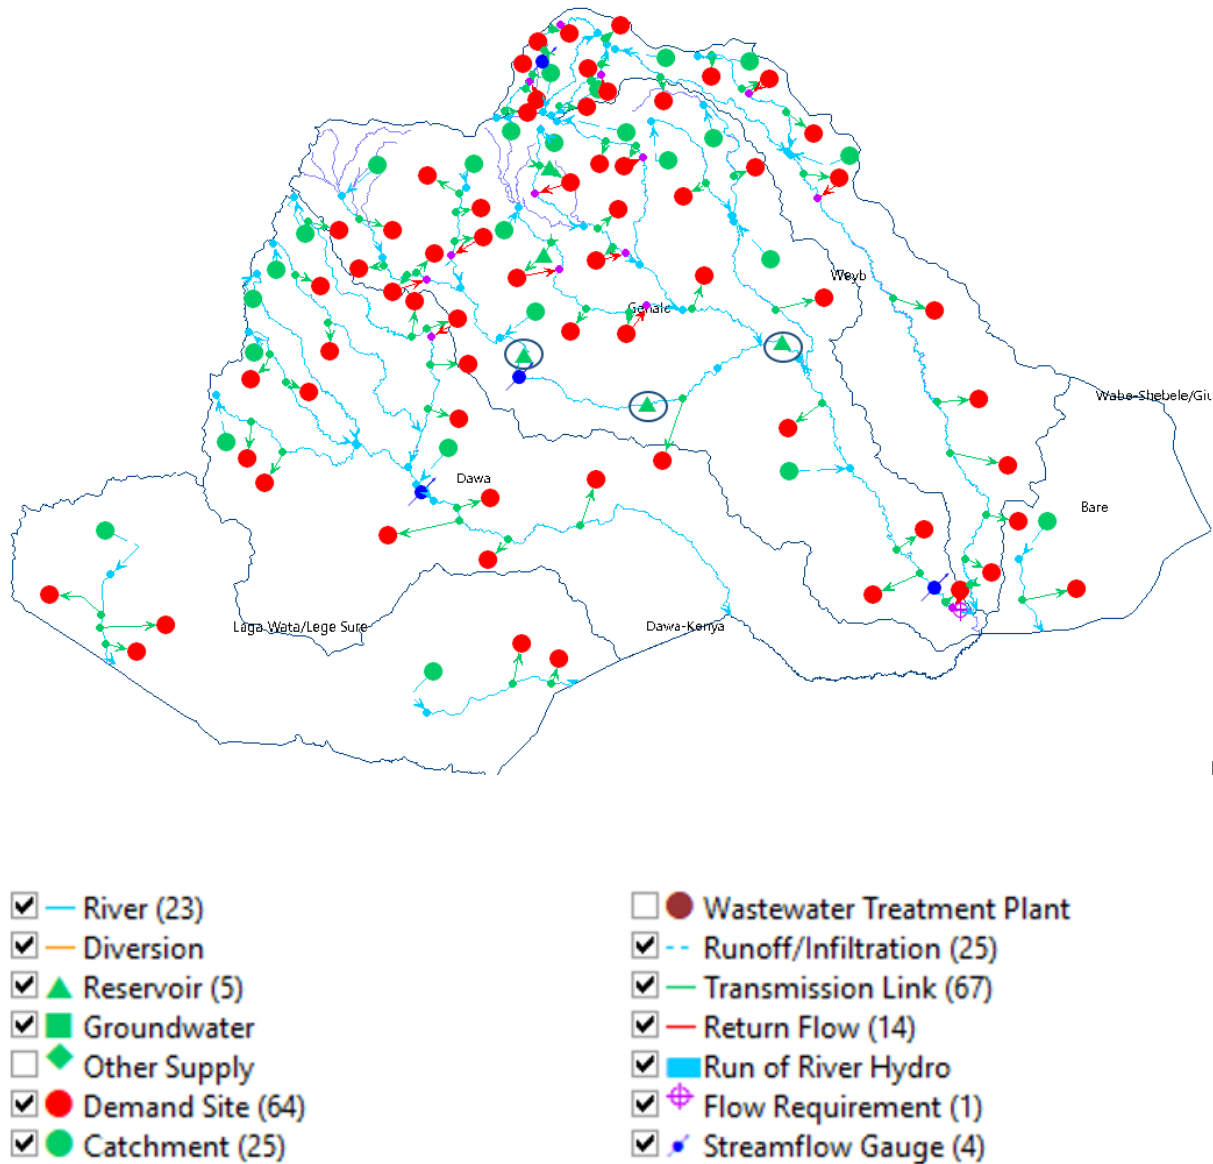 Weyb
Genale
Wabe-Shebele/Giu
Dawa
Bare
Laga Wata/Lege Sure
Dawa-Kenya
River (23)
Diversion
Reservoir (5)
Groundwater
Other Supply
Demand Site (64)
Catchment (25)
Wastewater Treatment Plant
Runoff/Infiltration (25)
Transmission Link (67)
Return Flow (14)
Run of River Hydro
Flow Requirement (1)
Streamflow Gauge (4)